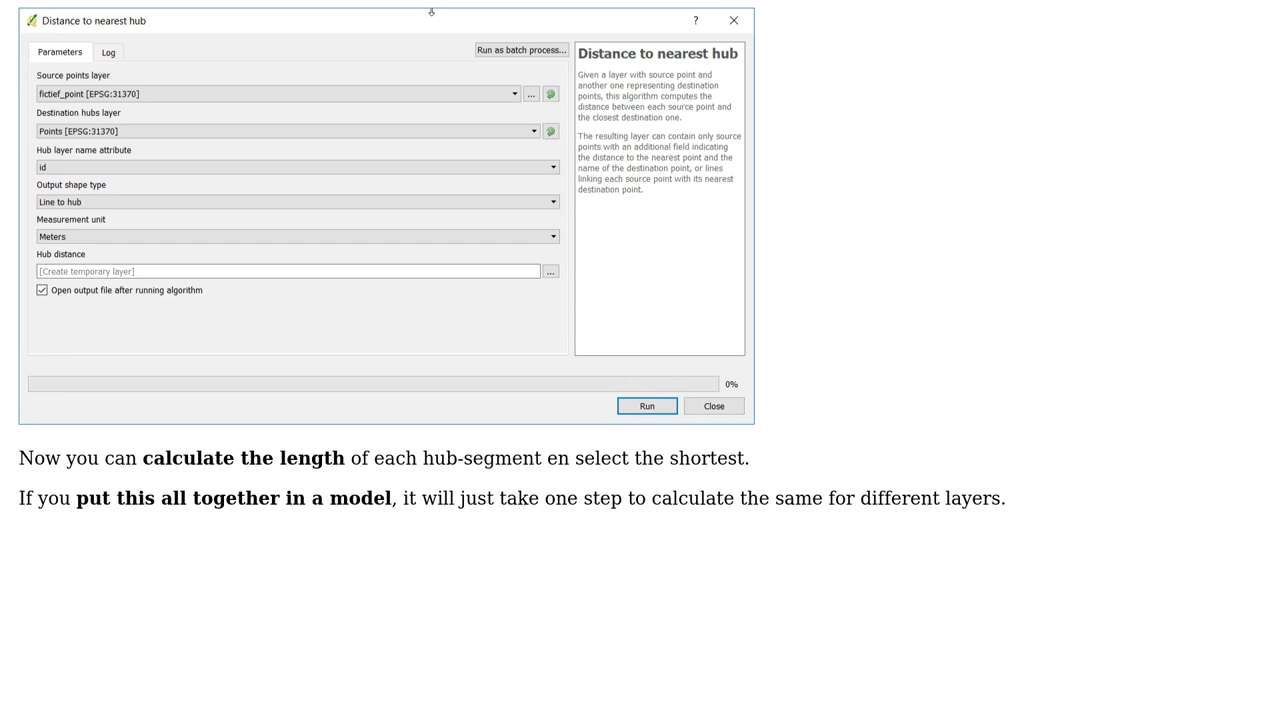 Distance to nearest hub
?
Parameters
Log
Run as batch process...
Source points layer
fictief_point [EPSG:31370]
...
Destination hubs layer
Points [EPSG:31370]
Hub layer name attribute
id
Output shape type
Line to hub
Measurement unit
Meters
Hub distance
[Create temporary layer]
...
Open output file after running algorithm
Distance to nearest hub
Given a layer with source point and
another one representing destination
points, this algorithm computes the
distance between each source point and
the closest destination one.
The resulting layer can contain only source
points with an additional field indicating
the distance to the nearest point and the
name of the destination point, or lines
linking each source point with its nearest
destination point.
0%
Run
Close
Now you can calculate the length of each hub-segment en select the shortest.
If you put this all together in a model, it will just take one step to calculate the same for different layers.